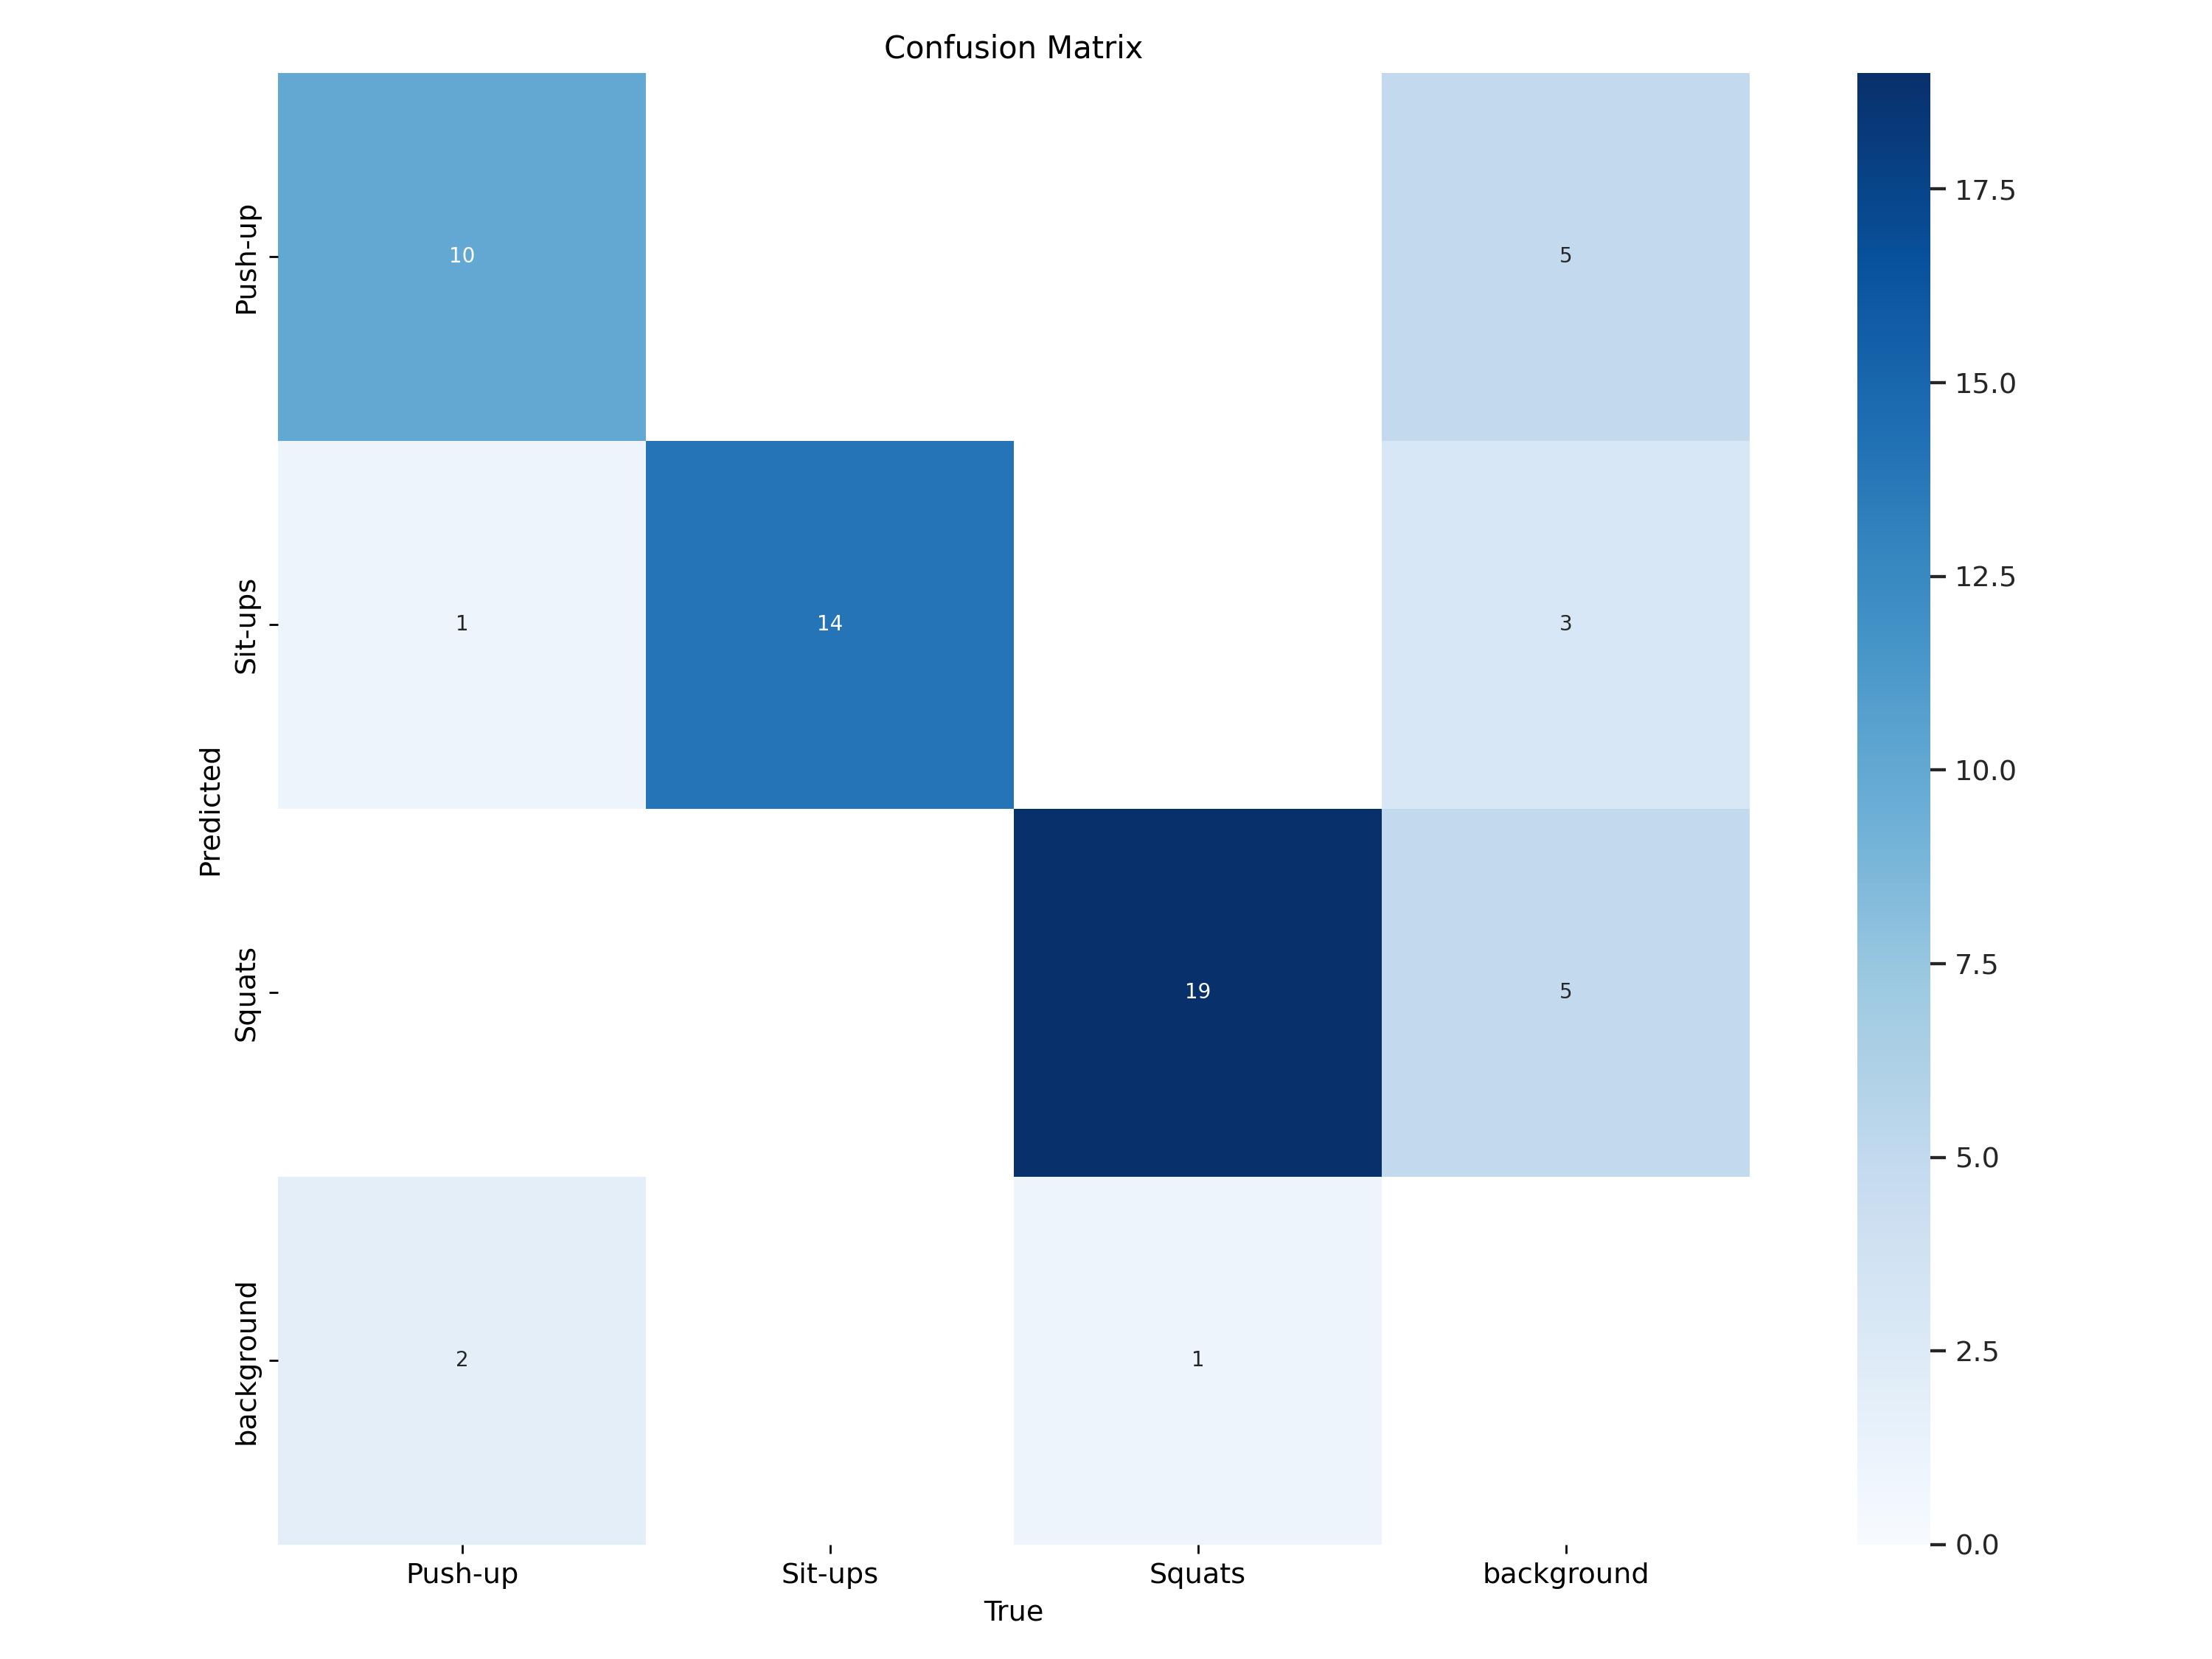 Confusion Matrix
Push-up
10
5
Sit-ups
1
14
3
Squats
19
5
background
2
1
Predicted
Push-up
Sit-ups
Squats
background
True
17.5
15.0
12.5
10.0
7.5
5.0
2.5
0.0